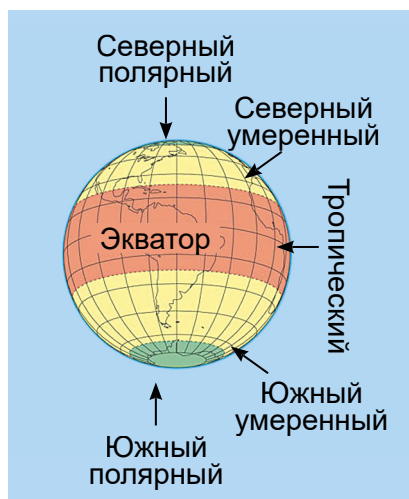 Северный
полярный
Северный
умеренный
Тропический
Экватор
Южный
умеренный
Южный
полярный